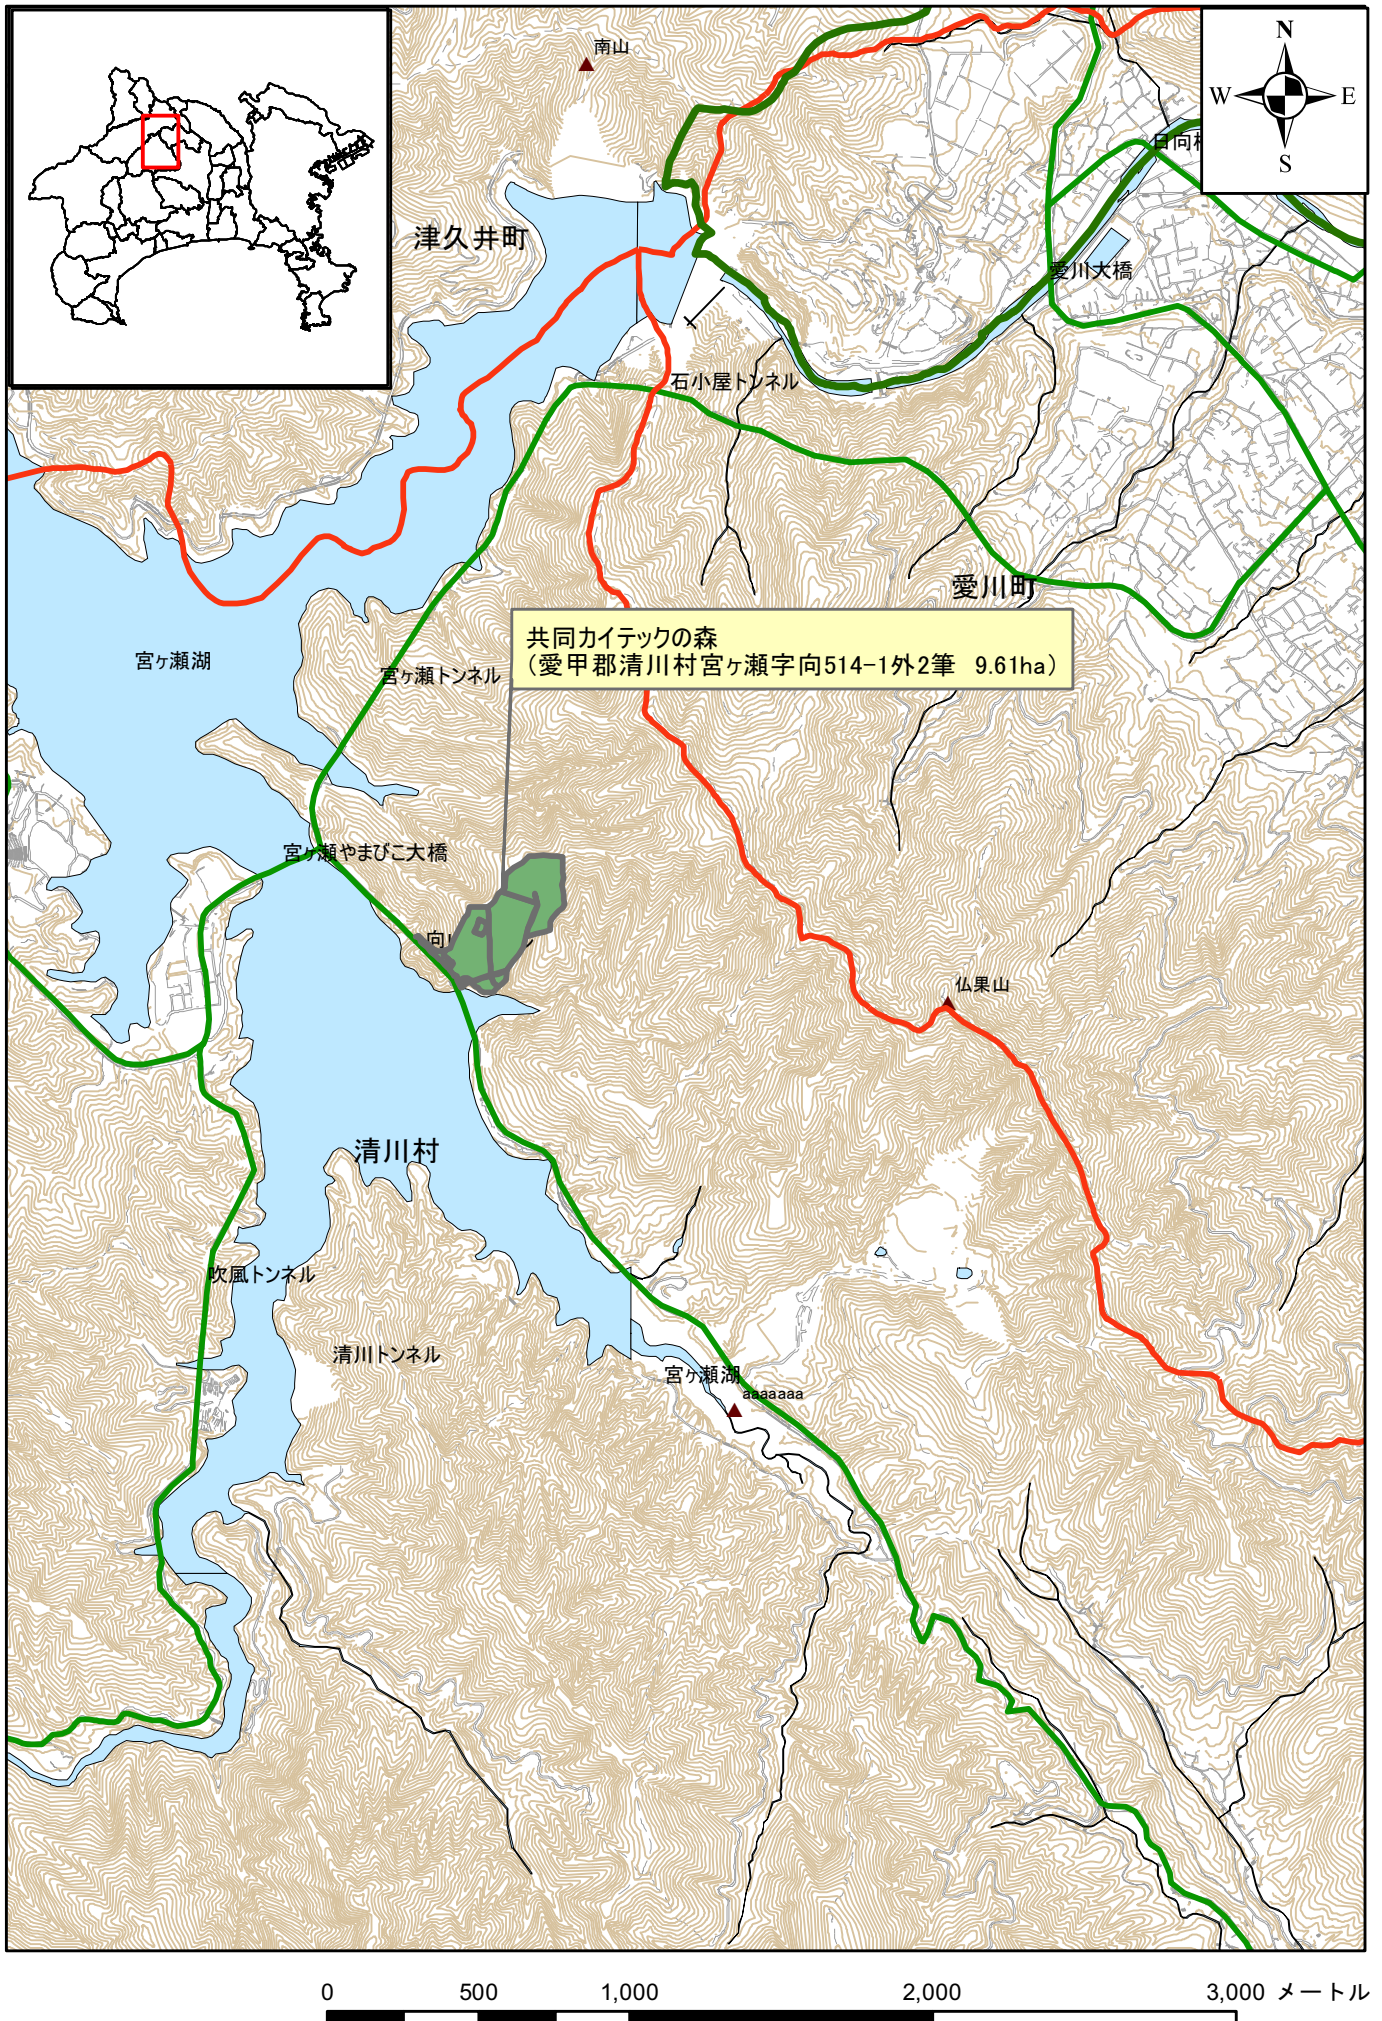 南山
N
W
E
S
日向
津久井町
愛川大橋
石小屋トンネル
愛川町
共同カイテックの森
（愛甲郡清川村宮ヶ瀬字向514-1外2筆 9.61ha）
宮ヶ瀬湖
宮ヶ瀬トンネル
宮ヶ瀬やまびこ大橋
向
仏果山
清川村
吹風トンネル
清川トンネル
宮ヶ瀬湖
aaaaaaa
0 500 1,000 2,000 3,000 メートル